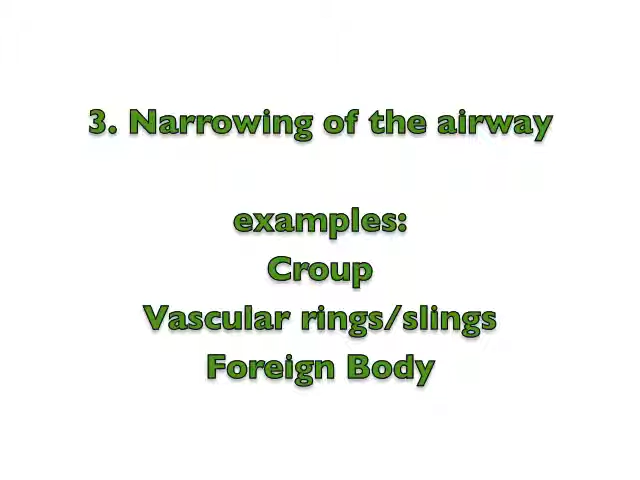 3. Narrowing of the airway
examples:
Croup
Vascular rings/slings
Foreign Body